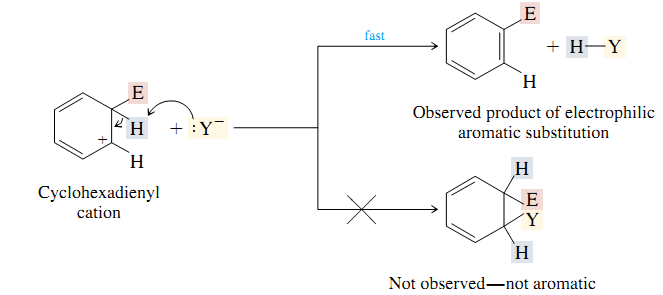 E
H
+
H
+ :Y⁻
Cyclohexadienyl
cation
fast
E
H
+ H—Y
Observed product of electrophilic
aromatic substitution
H
E
Y
H
Not observed—not aromatic